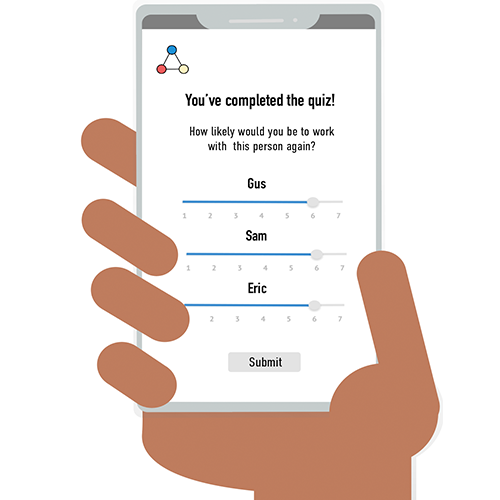 You've completed the quiz!
How likely would you be to work
with this person again?
Gus
1 2 3 4 5 6 7
Sam
1 2 3 4 5 6 7
Eric
1 2 3 4 5 6 7
Submit